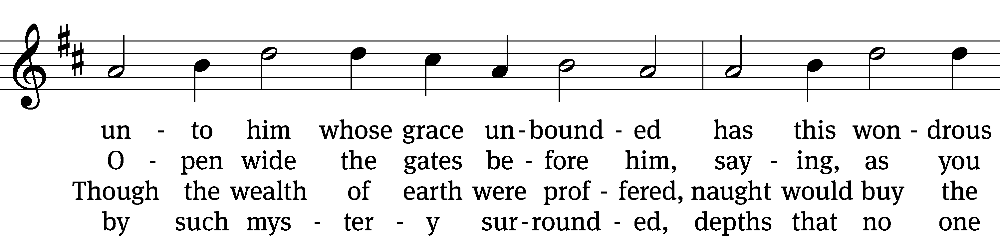 un - to him whose grace un - bound - ed has this won - drous
O - pen wide the gates be - fore him, say - ing, as you
Though the wealth of earth were prof - fered, naught would buy the
by such mys - ter - y sur - round - ed, depths that no one